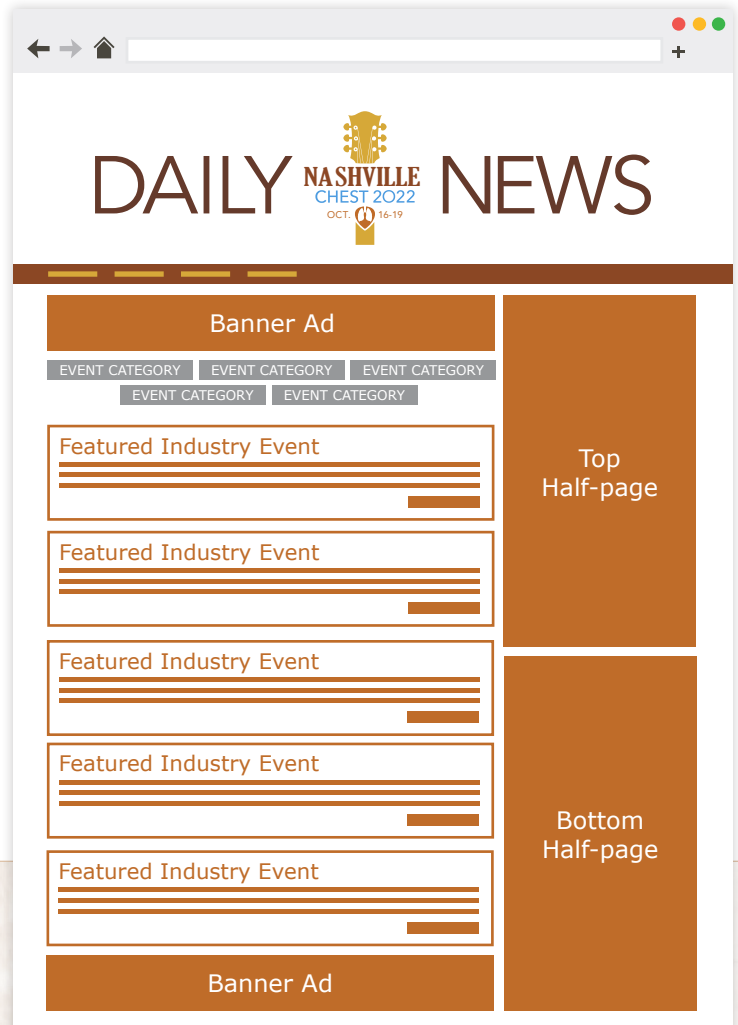 DAILY NEWS
NASHVILLE
CHEST 2022
OCT. 16-19
Banner Ad
EVENT CATEGORY EVENT CATEGORY EVENT CATEGORY
EVENT CATEGORY EVENT CATEGORY
Featured Industry Event
Featured Industry Event
Featured Industry Event
Featured Industry Event
Featured Industry Event
Banner Ad
Top
Half-page
Bottom
Half-page